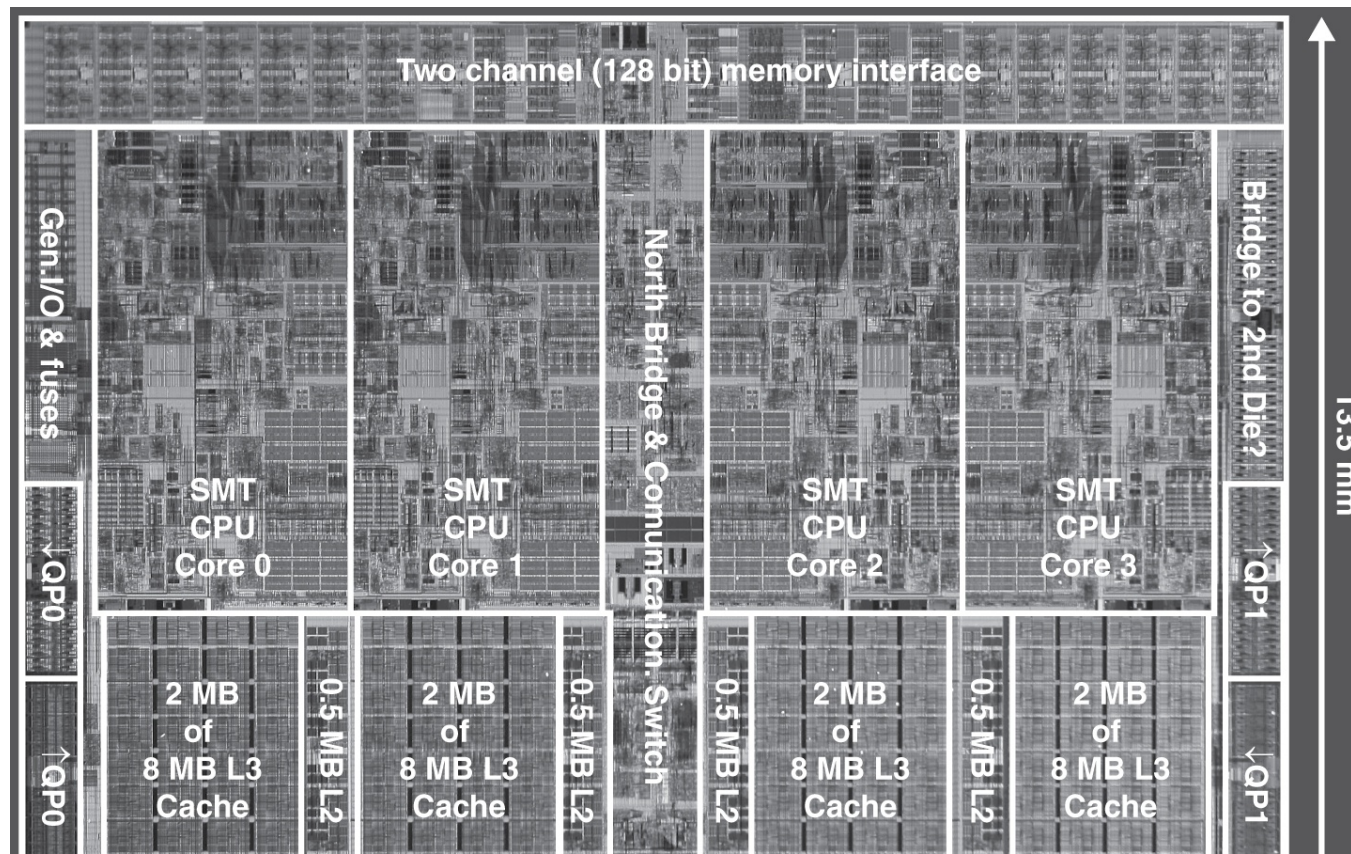 Two channel (128 bit) memory interface
Gen.I/O & fuses
SMT
CPU
Core 0
SMT
CPU
Core 1
North Bridge & Comunication. Switch
SMT
CPU
Core 2
SMT
CPU
Core 3
Bridge to 2nd Die?
13.5 mm
↓QP0
↑QP1
↑QP0
2 MB
of
8 MB L3
Cache
0.5 MB L2
2 MB
of
8 MB L3
Cache
0.5 MB L2
0.5 MB L2
2 MB
of
8 MB L3
Cache
0.5 MB L2
2 MB
of
8 MB L3
Cache
↓QP1